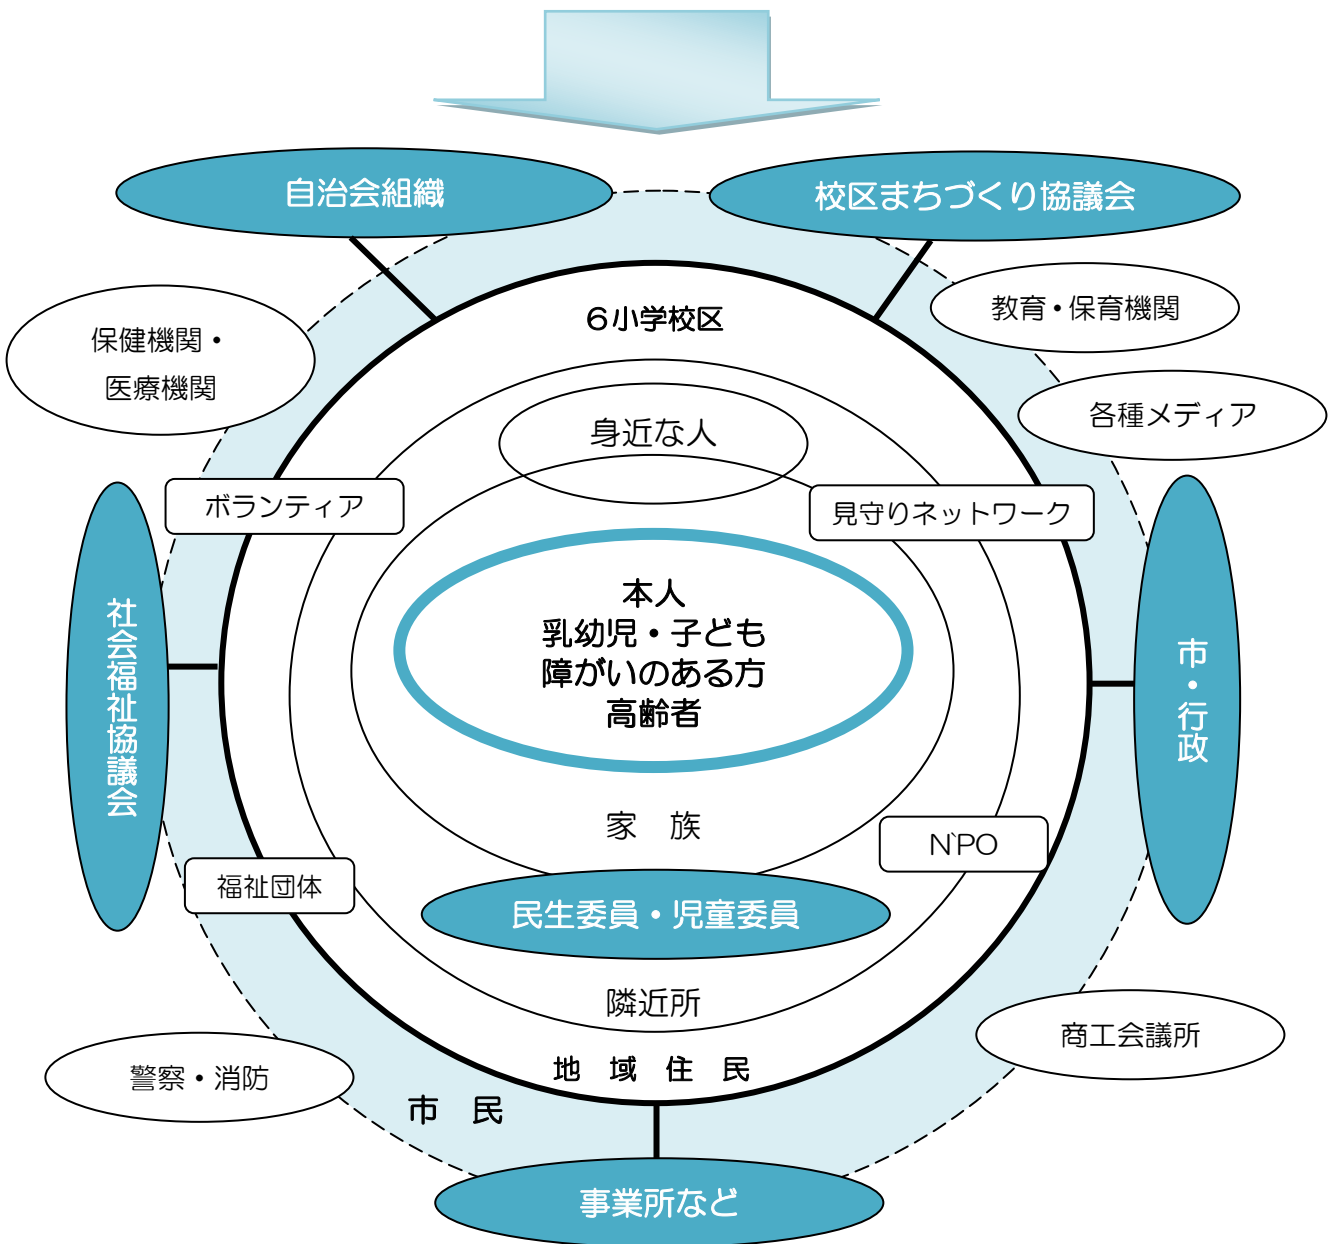 自治会組織
校区まちづくり協議会
教育・保育機関
6小学校区
保健機関・
医療機関
各種メディア
身近な人
ボランティア
見守りネットワーク
本人
乳幼児・子ども
障がいのある方
高齢者
社会福祉協議会
市・行政
家　族
N`PO
福祉団体
民生委員・児童委員
隣近所
商工会議所
地　域　住　民
警察・消防
市　民
事業所など